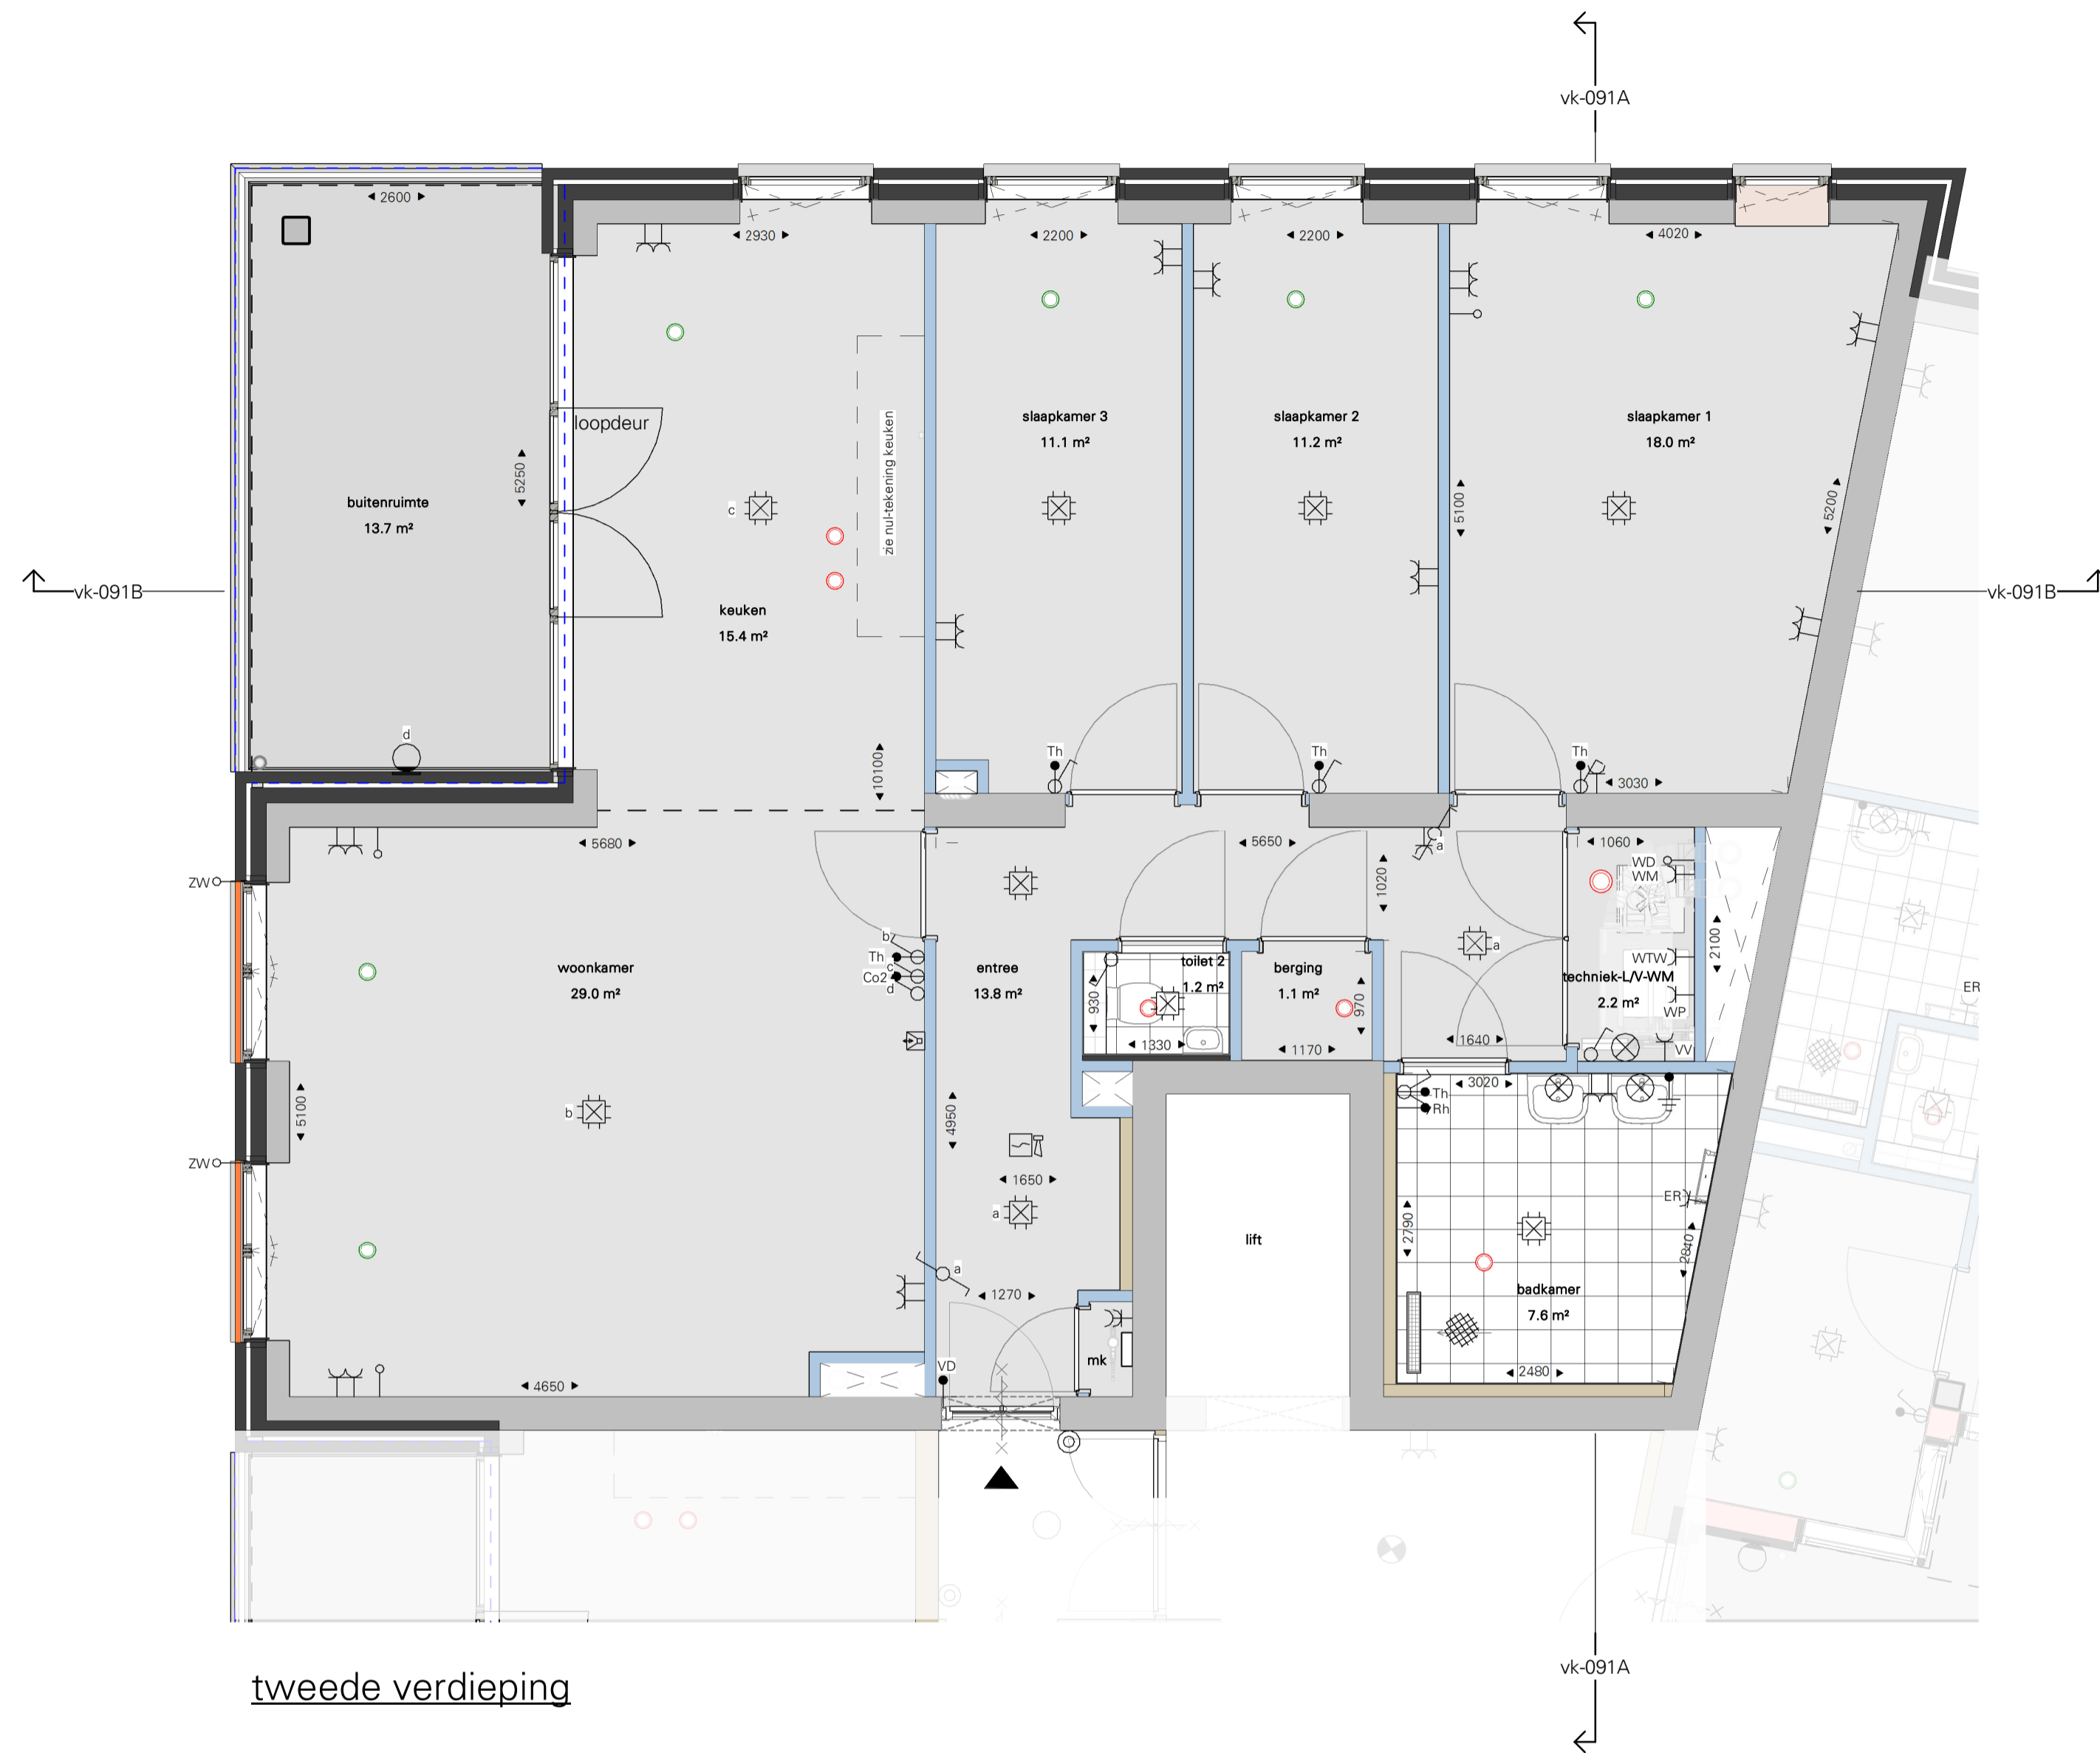 vk-091A
2600
2930
2200
2200
4020
loopdeur
slaapkamer 3
11.1 m²
slaapkamer 2
11.2 m²
slaapkamer 1
18.0 m²
zie nul-tekening keuken
5250
5100
5200
buitenruimte
13.7 m²
c
vk-091B
vk-091B
keuken
15.4 m²
d
Th
Th
Th
10100
3030
5680
5650
a
1060
1020
WD
WM
ZW
2100
b
Th
c
Co2
d
woonkamer
29.0 m²
entree
13.8 m²
toilet 2
1.2 m²
berging
1.1 m²
a
WTW
techniek-L/V-WM
2.2 m²
WP
ER
930
970
1330
1170
1640
VV
3020
Th
Rh
5100
b
4950
ZW
1650
a
ER
2790
2840
lift
a
1270
badkamer
7.6 m²
mk
VD
4650
2480
vk-091A
tweede verdieping